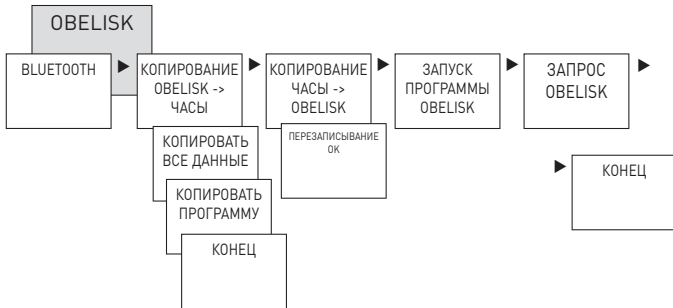 OBELISK
BLUETOOTH
КОПИРОВАНИЕ
OBELISK ->
ЧАСЫ
КОПИРОВАТЬ
ВСЕ ДАННЫЕ
КОПИРОВАТЬ
ПРОГРАММУ
КОНЕЦ
КОПИРОВАНИЕ
ЧАСЫ ->
OBELISK
ПЕРЕЗАПИСЫВАНИЕ
OK
ЗАПУСК
ПРОГРАММЫ
OBELISK
ЗАПРОС
OBELISK
КОНЕЦ